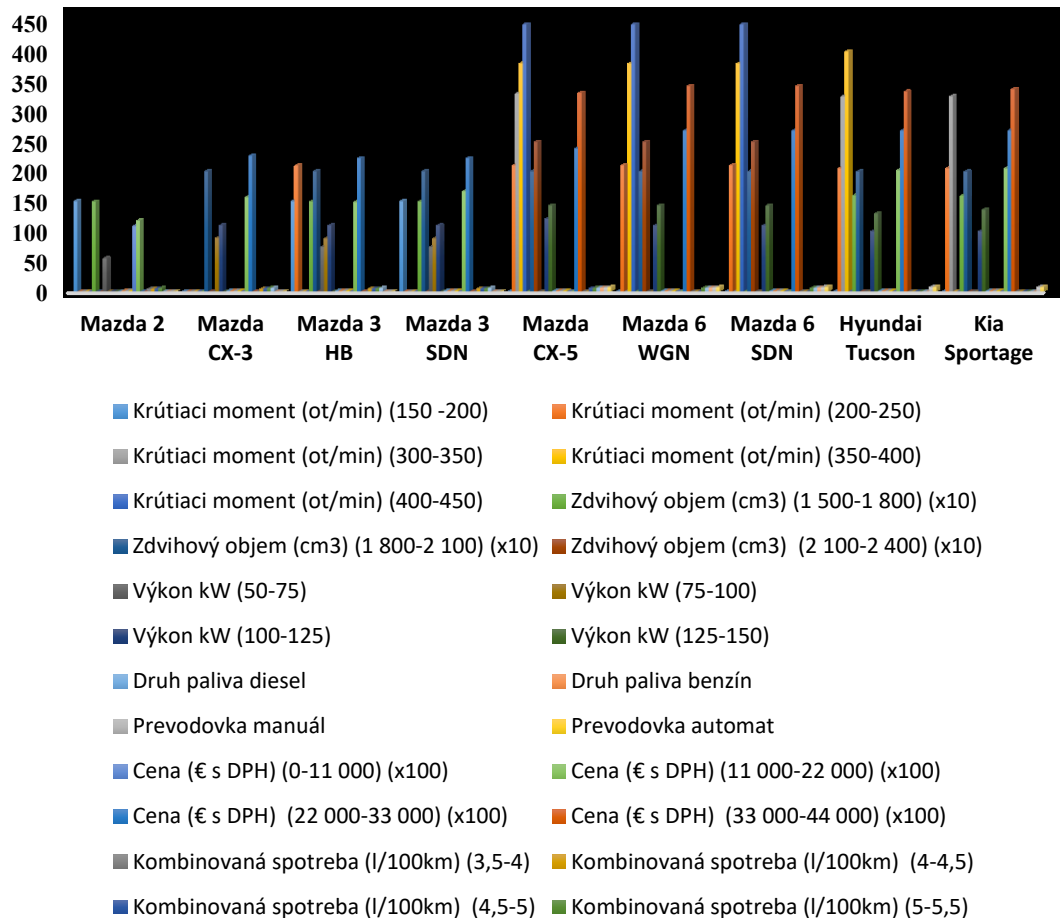 450
400
350
300
250
200
150
100
50
0
Mazda 2 Mazda CX-3 Mazda 3 HB Mazda 3 SDN Mazda CX-5 Mazda 6 WGN Mazda 6 SDN Hyundai Tucson Kia Sportage
Krútiaci moment (ot/min) (150 -200) Krútiaci moment (ot/min) (200-250)
Krútiaci moment (ot/min) (300-350) Krútiaci moment (ot/min) (350-400)
Krútiaci moment (ot/min) (400-450) Zdvihový objem (cm3) (1 500-1 800) (x10)
Zdvihový objem (cm3) (1 800-2 100) (x10) Zdvihový objem (cm3) (2 100-2 400) (x10)
Výkon kW (50-75) Výkon kW (75-100)
Výkon kW (100-125) Výkon kW (125-150)
Druh paliva diesel Druh paliva benzín
Prevodovka manuál Prevodovka automat
Cena (€ s DPH) (0-11 000) (x100) Cena (€ s DPH) (11 000-22 000) (x100)
Cena (€ s DPH) (22 000-33 000) (x100) Cena (€ s DPH) (33 000-44 000) (x100)
Kombinovaná spotreba (l/100km) (3,5-4) Kombinovaná spotreba (l/100km) (4-4,5)
Kombinovaná spotreba (l/100km) (4,5-5) Kombinovaná spotreba (l/100km) (5-5,5)